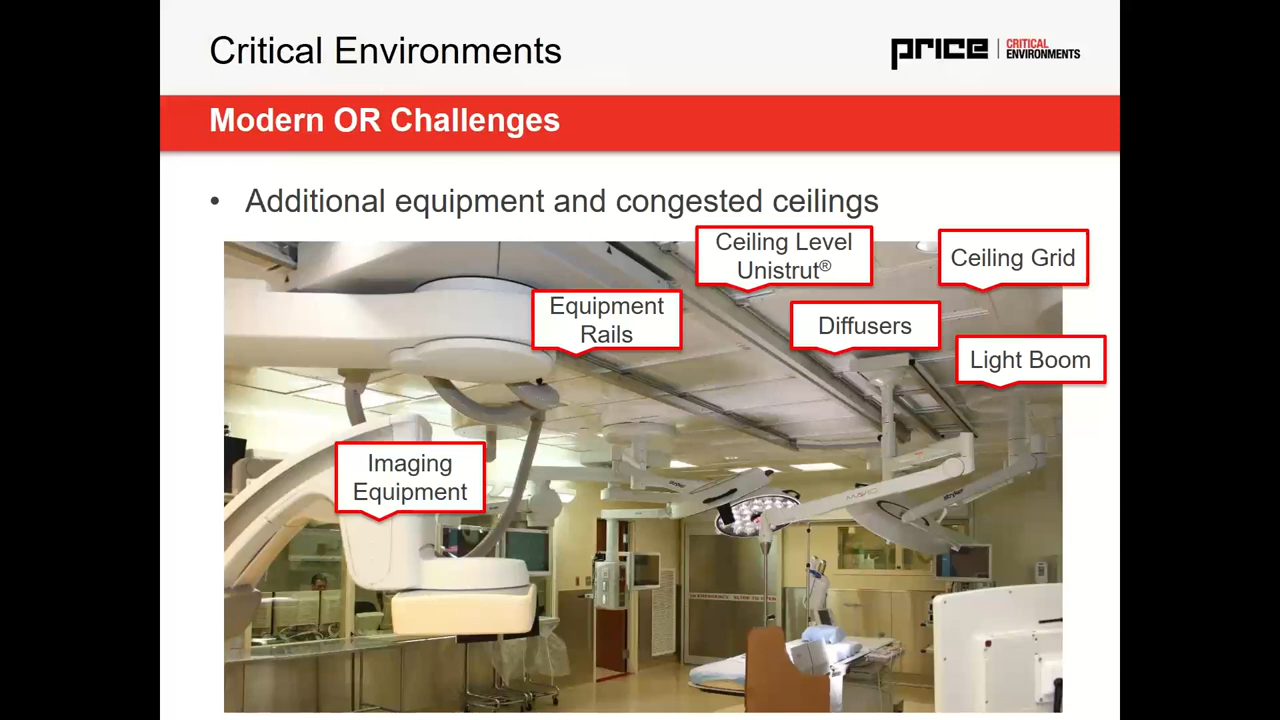 Critical Environments
price | CRITICAL
ENVIRONMENTS
Modern OR Challenges
• Additional equipment and congested ceilings
Ceiling Level
Unistrut®
Ceiling Grid
Equipment
Rails
Diffusers
Light Boom
Imaging
Equipment